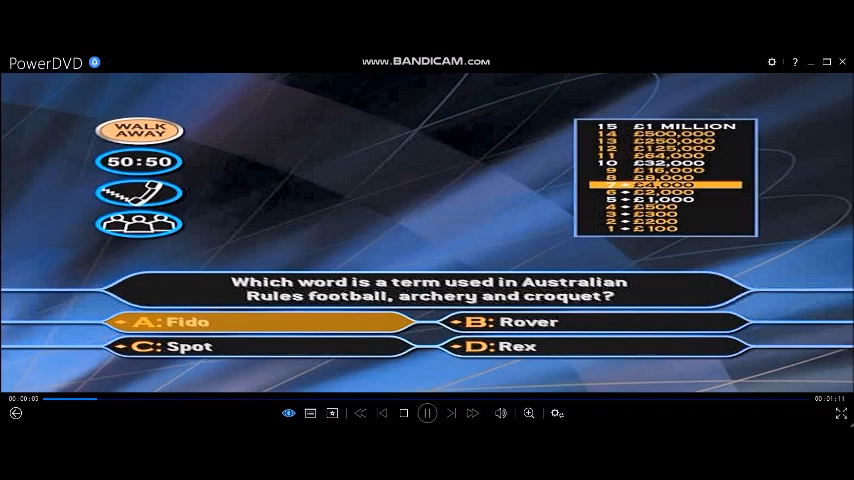 PowerDVD
www.BANDICAM.com
?
WALK
AWAY
50:50
15 £1 MILLION
14 £500,000
13 £250,000
12 £125,000
11 £64,000
10 £32,000
9 £16,000
8 £8,000
7 £4,000
6 £2,000
5 £1,000
4 £500
3 £300
2 £200
1 £100
Which word is a term used in Australian
Rules football, archery and croquet?
A: Fido
B: Rover
C: Spot
D: Rex
00:00:05
00:01:11